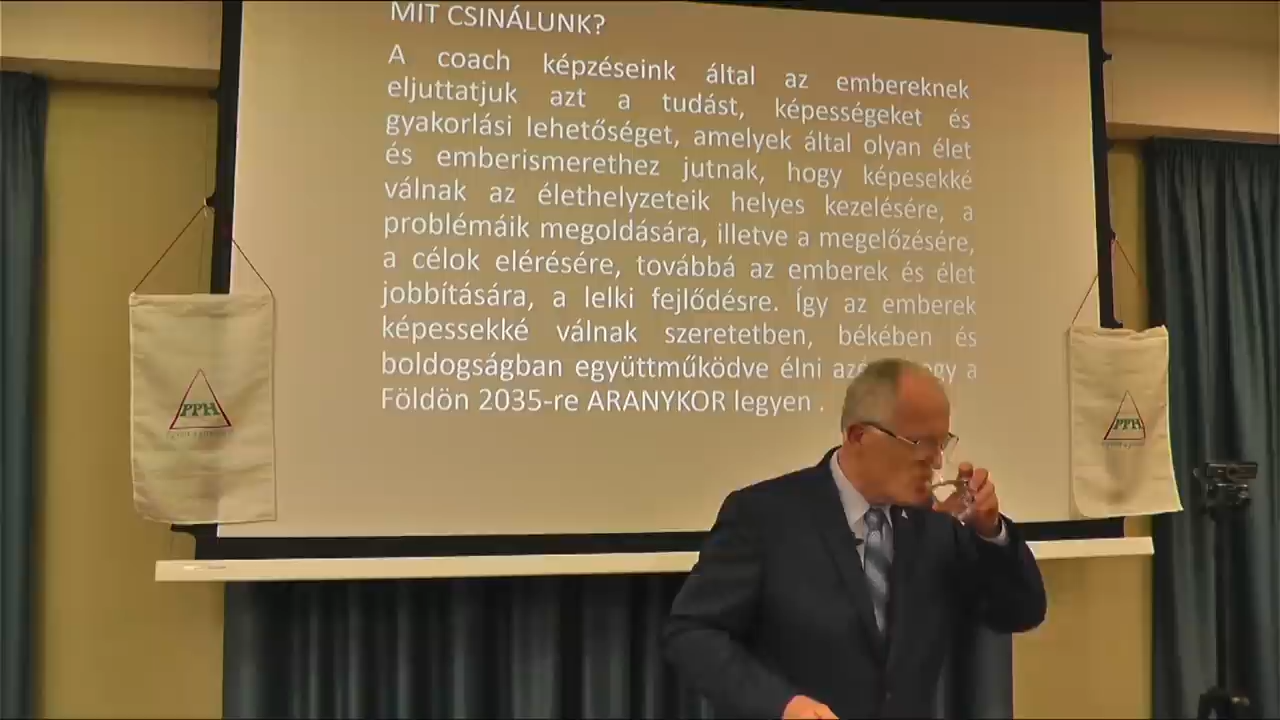 MIT CSINÁLUNK?
A coach képzéseink által az embereknek
eljuttatjuk azt a tudást, képességeket és
gyakorlási lehetőséget, amelyek által olyan élet
és emberismerethez jutnak, hogy képesekké
válnak az élethelyzeteik helyes kezelésére, a
problémáik megoldására, illetve a megelőzésére,
a célok elérésére, továbbá az emberek és élet
jobbítására, a lelki fejlődésre. Így az emberek
képessekké válnak szeretetben, békében és
boldogságban együttműködve élni a
Földön 2035-re ARANYKOR legyen .
PPH
PPH